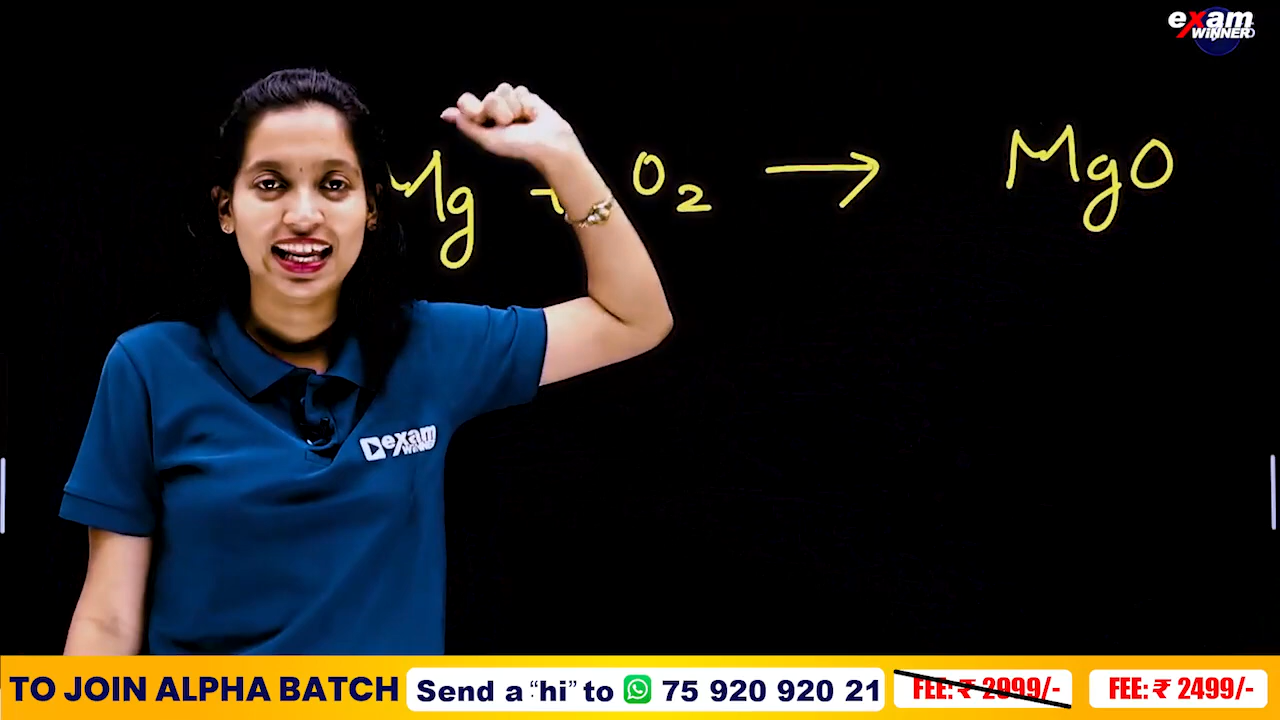 exam
WINNER
Mg + O2 → MgO
exam
WINNER
TO JOIN ALPHA BATCH Send a “hi” to 75 920 920 21 FEE: ₹ 2999/- FEE: ₹ 2499/-